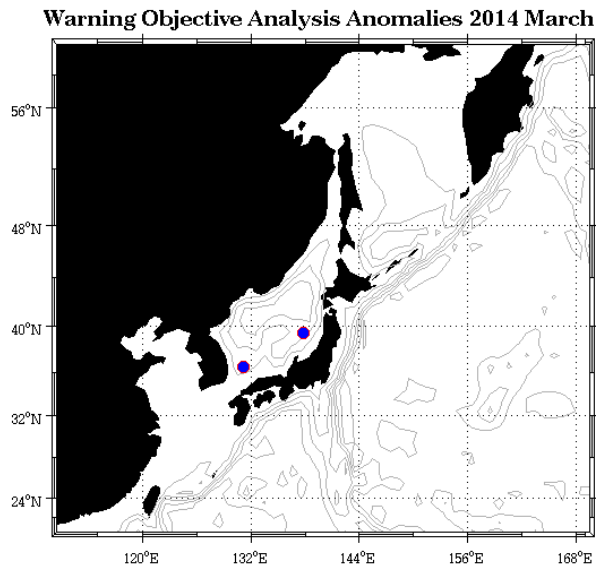 Warning Objective Analysis Anomalies 2014 March
56°N
48°N
40°N
32°N
24°N
120°E 132°E 144°E 156°E 168°E